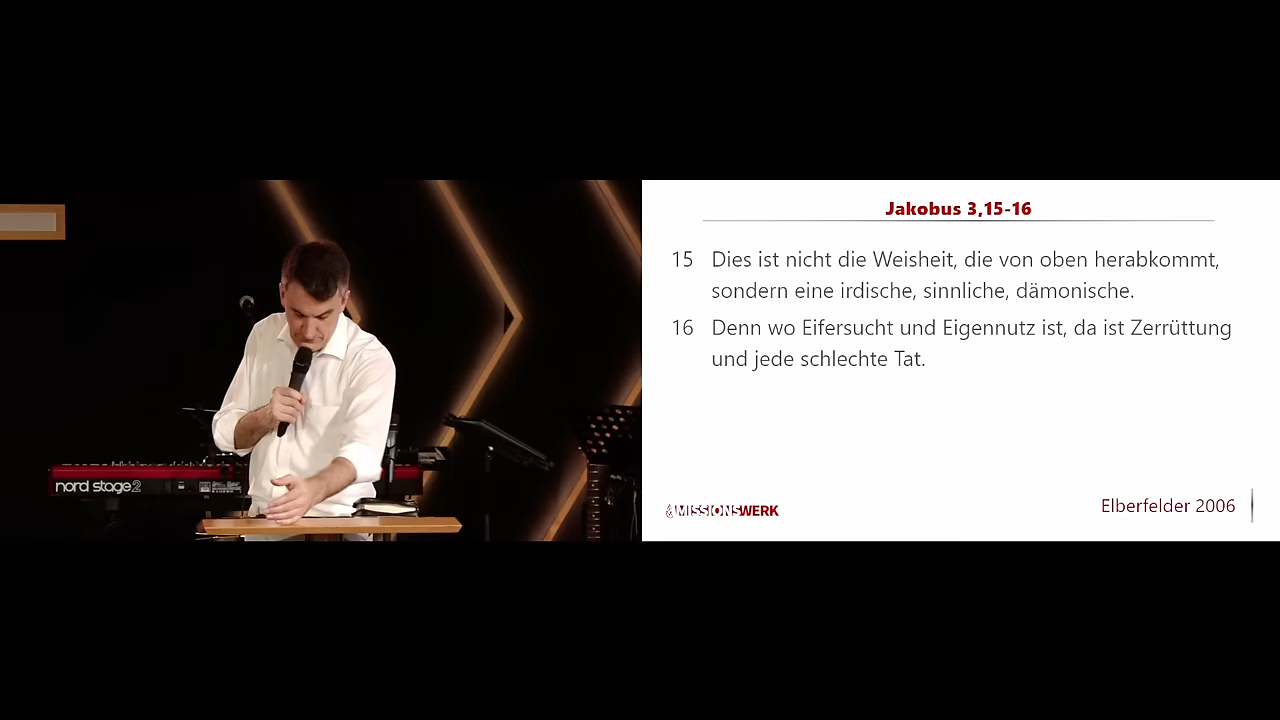 nord stage2
Jakobus 3,15-16
15 Dies ist nicht die Weisheit, die von oben herabkommt,
sondern eine irdische, sinnliche, dämonische.
16 Denn wo Eifersucht und Eigennutz ist, da ist Zerrüttung
und jede schlechte Tat.
MISSIONSWERK
Elberfelder 2006